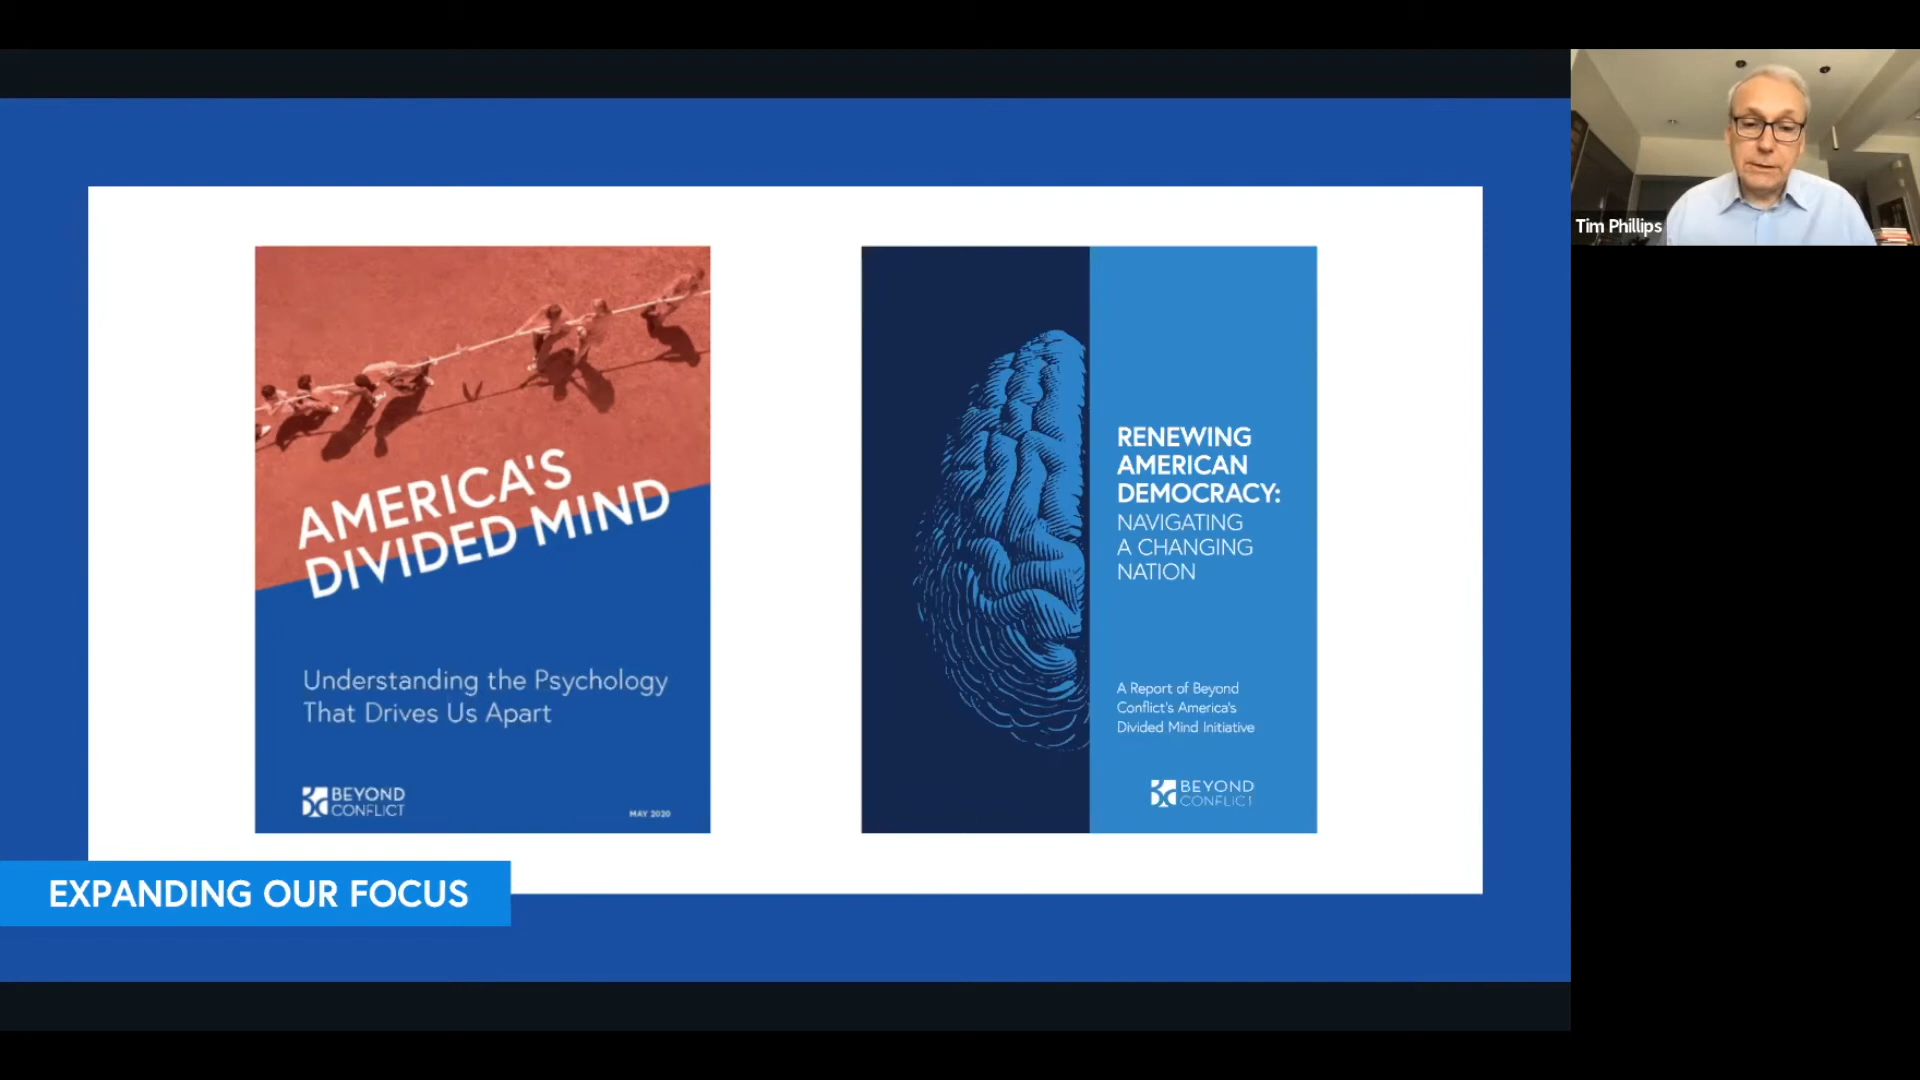 AMERICA'S
DIVIDED MIND
Understanding the Psychology
That Drives Us Apart
BEYOND
CONFLICT
MAY 2020
RENEWING
AMERICAN
DEMOCRACY:
NAVIGATING
A CHANGING
NATION
A Report of Beyond
Conflict's America's
Divided Mind Initiative
BEYOND
CONFLICT
EXPANDING OUR FOCUS
Tim Phillips